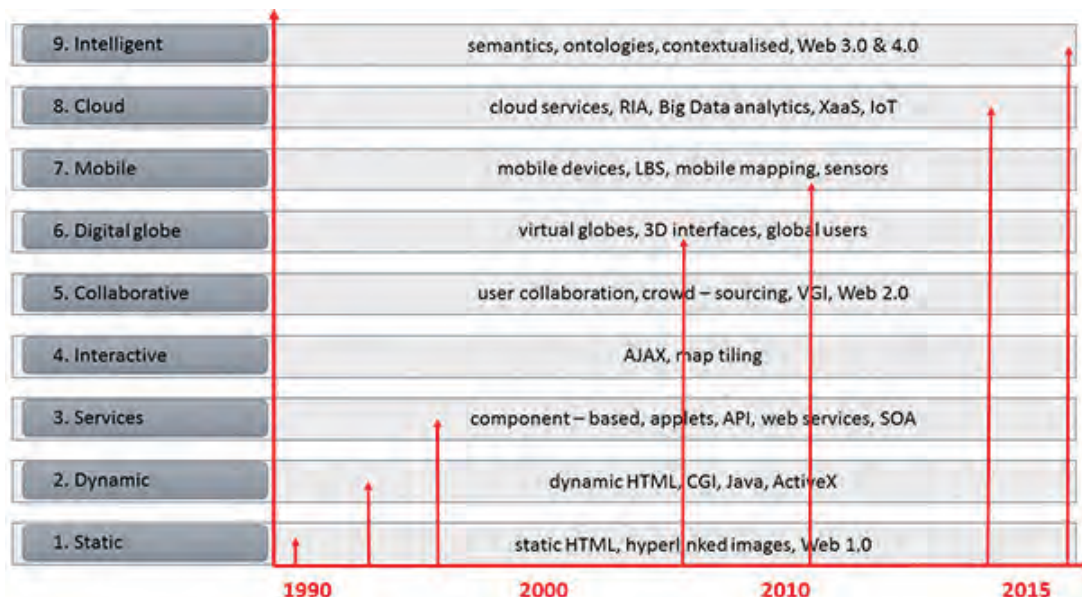 9. Intelligent semantics, ontologies, contextualised, Web 3.0 & 4.0
8. Cloud cloud services, RIA, Big Data analytics, XaaS, IoT
7. Mobile mobile devices, LBS, mobile mapping, sensors
6. Digital globe virtual globes, 3D interfaces, global users
5. Collaborative user collaboration, crowd – sourcing, VGI, Web 2.0
4. Interactive AJAX, map tiling
3. Services component – based, applets, API, web services, SOA
2. Dynamic dynamic HTML, CGI, Java, ActiveX
1. Static static HTML, hyperlinked images, Web 1.0
1990 2000 2010 2015